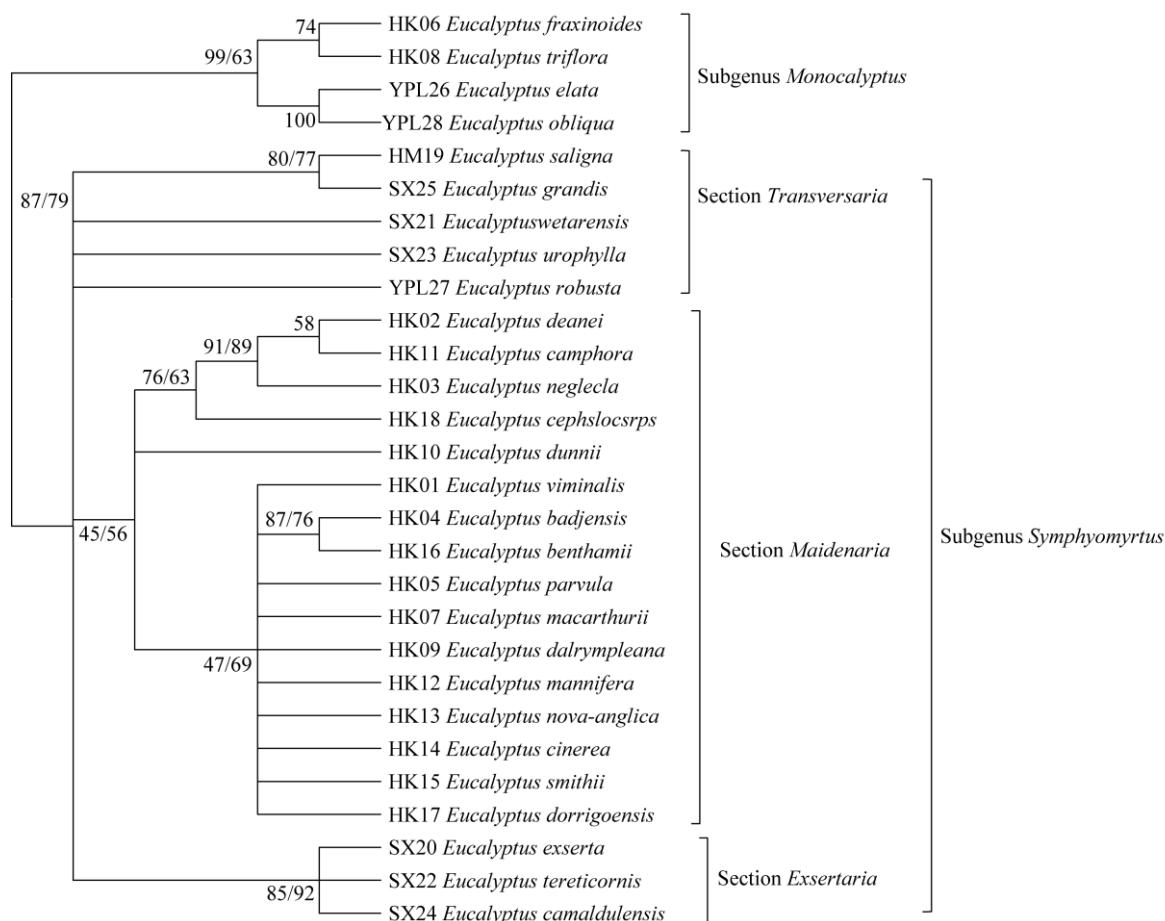 74
HK06 Eucalyptus fraxinoides
HK08 Eucalyptus triflora
99/63
YPL26 Eucalyptus elata
100
YPL28 Eucalyptus obliqua
Subgenus Monocalyptus
80/77
HM19 Eucalyptus saligna
SX25 Eucalyptus grandis
87/79
SX21 Eucalyptuswetarensis
SX23 Eucalyptus urophylla
YPL27 Eucalyptus robusta
Section Transversaria
58
HK02 Eucalyptus deanei
91/89
HK11 Eucalyptus camphora
76/63
HK03 Eucalyptus neglecla
HK18 Eucalyptus cephslocsrps
HK10 Eucalyptus dunnii
HK01 Eucalyptus viminalis
87/76
HK04 Eucalyptus badjensis
45/56
HK16 Eucalyptus benthamii
HK05 Eucalyptus parvula
HK07 Eucalyptus macarthurii
47/69
HK09 Eucalyptus dalrympleana
HK12 Eucalyptus mannifera
HK13 Eucalyptus nova-anglica
HK14 Eucalyptus cinerea
HK15 Eucalyptus smithii
HK17 Eucalyptus dorrigoensis
Section Maidenaria
Subgenus Symphyomyrtus
SX20 Eucalyptus exserta
85/92
SX22 Eucalyptus tereticornis
SX24 Eucalyptus camaldulensis
Section Exsertaria